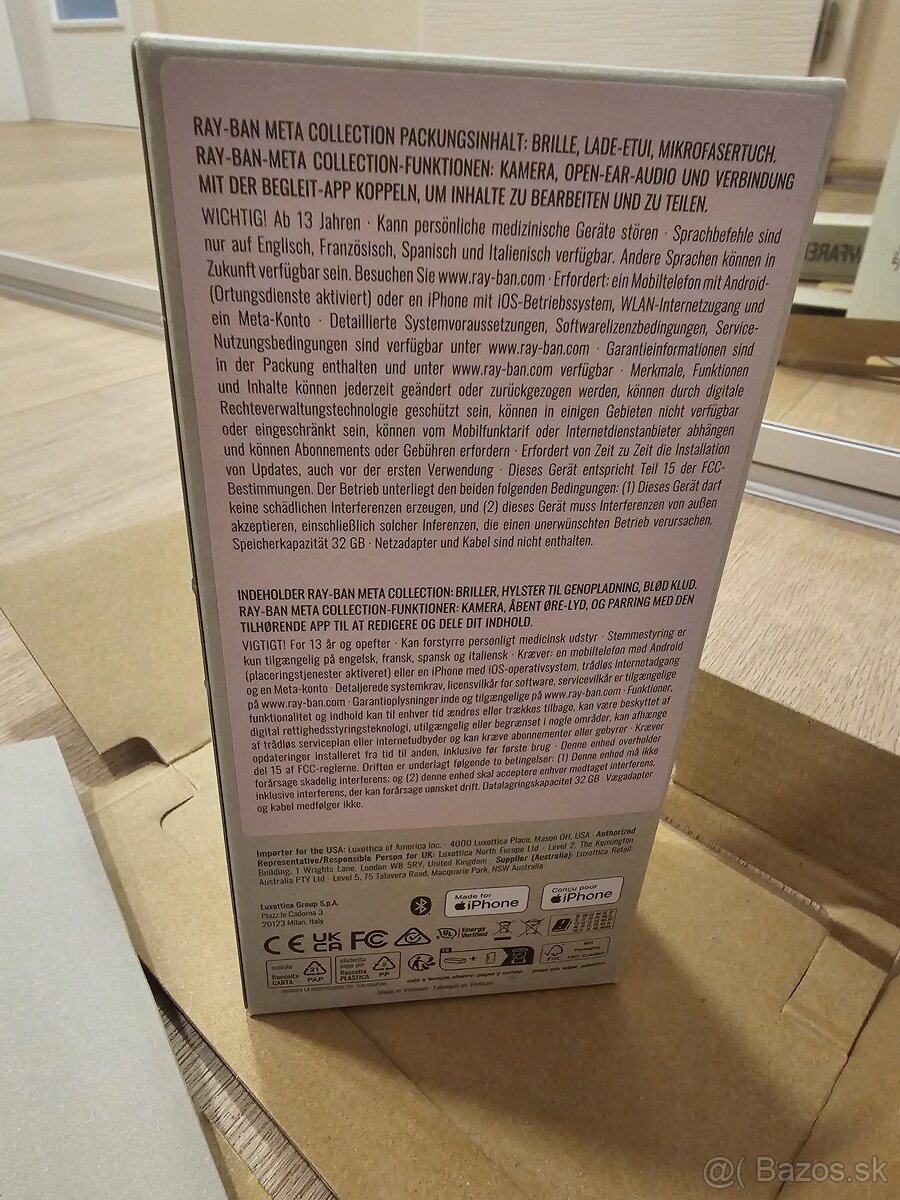 RAY-BAN META COLLECTION PACKUNGSINHALT: BRILLE, LADE-ETUI, MIKROFASERTUCH.
RAY-BAN-META COLLECTION-FUNKTIONEN: KAMERA, OPEN-EAR-AUDIO UND VERBINDUNG
MIT DER BEGLEIT-APP KOPPELN, UM INHALTE ZU BEARBEITEN UND ZU TEILEN.
WICHTIG! Ab 13 Jahren · Kann persönliche medizinische Geräte stören · Sprachbefehle sind
nur auf Englisch, Französisch, Spanisch und Italienisch verfügbar. Andere Sprachen können in
Zukunft verfügbar sein. Besuchen Sie www.ray-ban.com · Erfordert: ein Mobiltelefon mit Android-
(Ortungsdienste aktiviert) oder en iPhone mit iOS-Betriebssystem, WLAN-Internetzugang und
ein Meta-Konto · Detaillierte Systemvoraussetzungen, Softwarelizenzbedingungen, Service-
Nutzungsbedingungen sind verfügbar unter www.ray-ban.com · Garantieinformationen sind
in der Packung enthalten und unter www.ray-ban.com verfügbar · Merkmale, Funktionen
und Inhalte können jederzeit geändert oder zurückgezogen werden, können durch digitale
Rechteverwaltungstechnologie geschützt sein, können in einigen Gebieten nicht verfügbar
oder eingeschränkt sein, können vom Mobilfunktarif oder Internetdienstanbieter abhängen
und können Abonnements oder Gebühren erfordern · Erfordert von Zeit zu Zeit die Installation
von Updates, auch vor der ersten Verwendung · Dieses Gerät entspricht Teil 15 der FCC-
Bestimmungen. Der Betrieb unterliegt den beiden folgenden Bedingungen: (1) Dieses Gerät darf
keine schädlichen Interferenzen erzeugen, und (2) dieses Gerät muss Interferenzen von außen
akzeptieren, einschließlich solcher Inferenzen, die einen unerwünschten Betrieb verursachen.
Speicherkapazität 32 GB · Netzadapter und Kabel sind nicht enthalten.
INDEHOLDER RAY-BAN META COLLECTION: BRILLER, HYLSTER TIL GENOPLADNING, BLØD KLUD.
RAY-BAN META COLLECTION-FUNKTIONER: KAMERA, ÅBENT ØRE-LYD, OG PARRING MED DEN
TILHØRENDE APP TIL AT REDIGERE OG DELE DIT INDHOLD.
VIGTIGT! For 13 år og opefter · Kan forstyrre personligt medicinsk udstyr · Stemmestyring er
kun tilgængelig på engelsk, fransk, spansk og italiensk · Kræver: en mobiltelefon med Android
(placeringstjenester aktiveret) eller en iPhone med iOS-operativsystem, trådløs internetadgang
og en Meta-konto · Detaljerede systemkrav, licensvilkår for software, servicevilkår er tilgængelige
på www.ray-ban.com · Garantioplysninger inde og tilgængelige på www.ray-ban.com · Funktioner,
funktionalitet og indhold kan til enhver tid ændres eller trækkes tilbage, kan være beskyttet af
digital rettighedsstyringsteknologi, utilgængelig eller begrænset i nogle områder, kan afhænge
af trådløs serviceplan eller internetudbyder og kan kræve abonnementer eller gebyrer · Kræver
opdateringer installeret fra tid til anden, inklusive før første brug · Denne enhed overholder
del 15 af FCC-reglerne. Driften er underlagt følgende to betingelser: (1) Denne enhed må ikke
forårsage skadelig interferens; og (2) denne enhed skal acceptere enhver modtaget interferens,
inklusive interferens, der kan forårsage uønsket drift. Datalagringskapacitet 32 GB · Vægadapter
og kabel medfølger ikke.
Importer for the USA: Luxottica of America Inc. · 4000 Luxottica Place, Mason OH, USA · Authorized
Representative/Responsible Person for UK: Luxottica North Europe Ltd · Level 2, The Kensington
Building, 1 Wrights Lane, London W8 5RY, United Kingdom · Supplier (Australia): Luxottica Retail
Australia PTY Ltd · Level 5, 75 Talavera Road, Macquarie Park, NSW Australia
Luxottica Group S.p.A.
Piazz.le Cadorna 3
20123 Milan, Italy
Made for
iPhone
Conçu pour
iPhone
CE UK CA FC
UL Energy Verified
scatola
Raccolta
CARTA
21
PAP
etichetta
Raccolta
PLASTICA
5
PP
FSC
Made in Vietnam
@( Bazos.sk